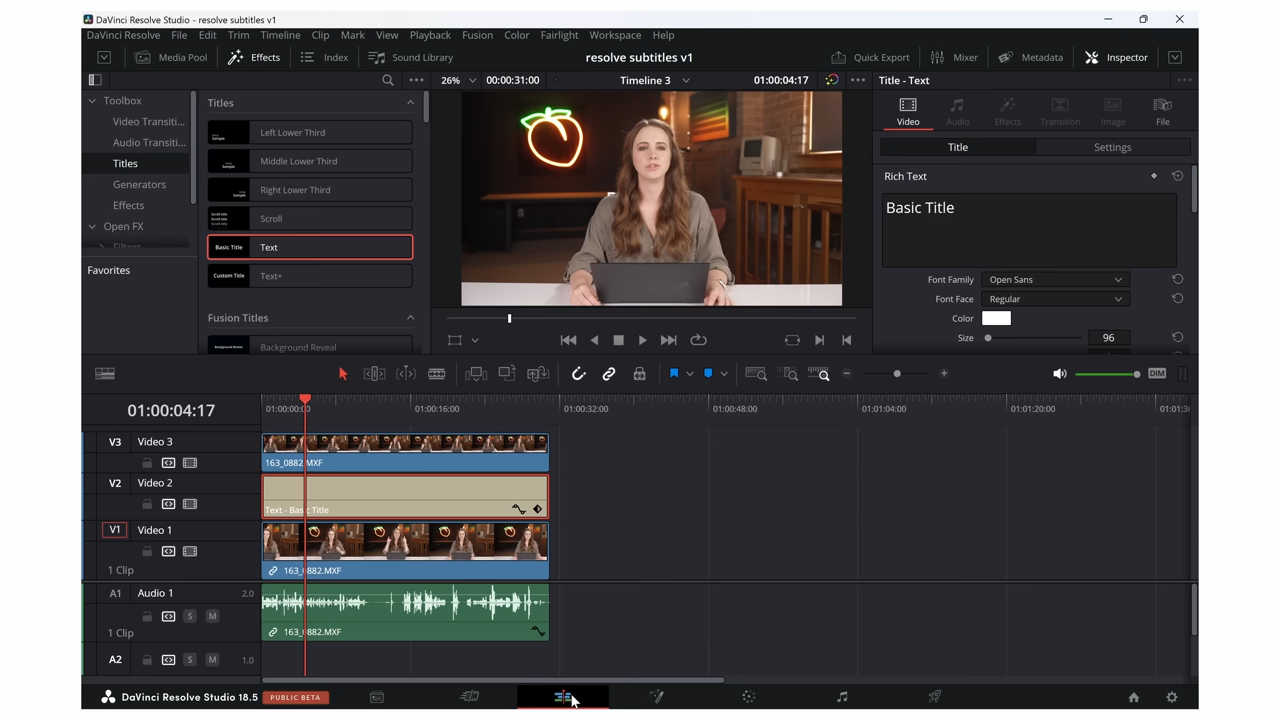 DaVinci Resolve Studio - resolve subtitles v1
DaVinci Resolve File Edit Trim Timeline Clip Mark View Playback Fusion Color Fairlight Workspace Help
Media Pool Effects Index Sound Library resolve subtitles v1 Quick Export Mixer Metadata Inspector
26% 00:00:31:00 Timeline 3 01:00:04:17 Title - Text
Toolbox
Video Transiti...
Audio Transiti...
Titles
Generators
Effects
Open FX
Filters
Favorites
Titles
Left Lower Third
Middle Lower Third
Right Lower Third
Scroll
Basic Title Text
Custom Title Text+
Fusion Titles
Background Reveal
Video Audio Effects Transition Image File
Title Settings
Rich Text
Basic Title
Font Family Open Sans
Font Face Regular
Color
Size 96
DIM
01:00:04:17
01:00:00:00 01:00:16:00 01:00:32:00 01:00:48:00 01:01:04:00 01:01:20:00 01:01:3
V3 Video 3
163_0882.MXF
V2 Video 2
Text - Basic Title
V1 Video 1
1 Clip
163_0882.MXF
A1 Audio 1 2.0
S M
1 Clip
163_0882.MXF
A2 S M 1.0
DaVinci Resolve Studio 18.5 PUBLIC BETA